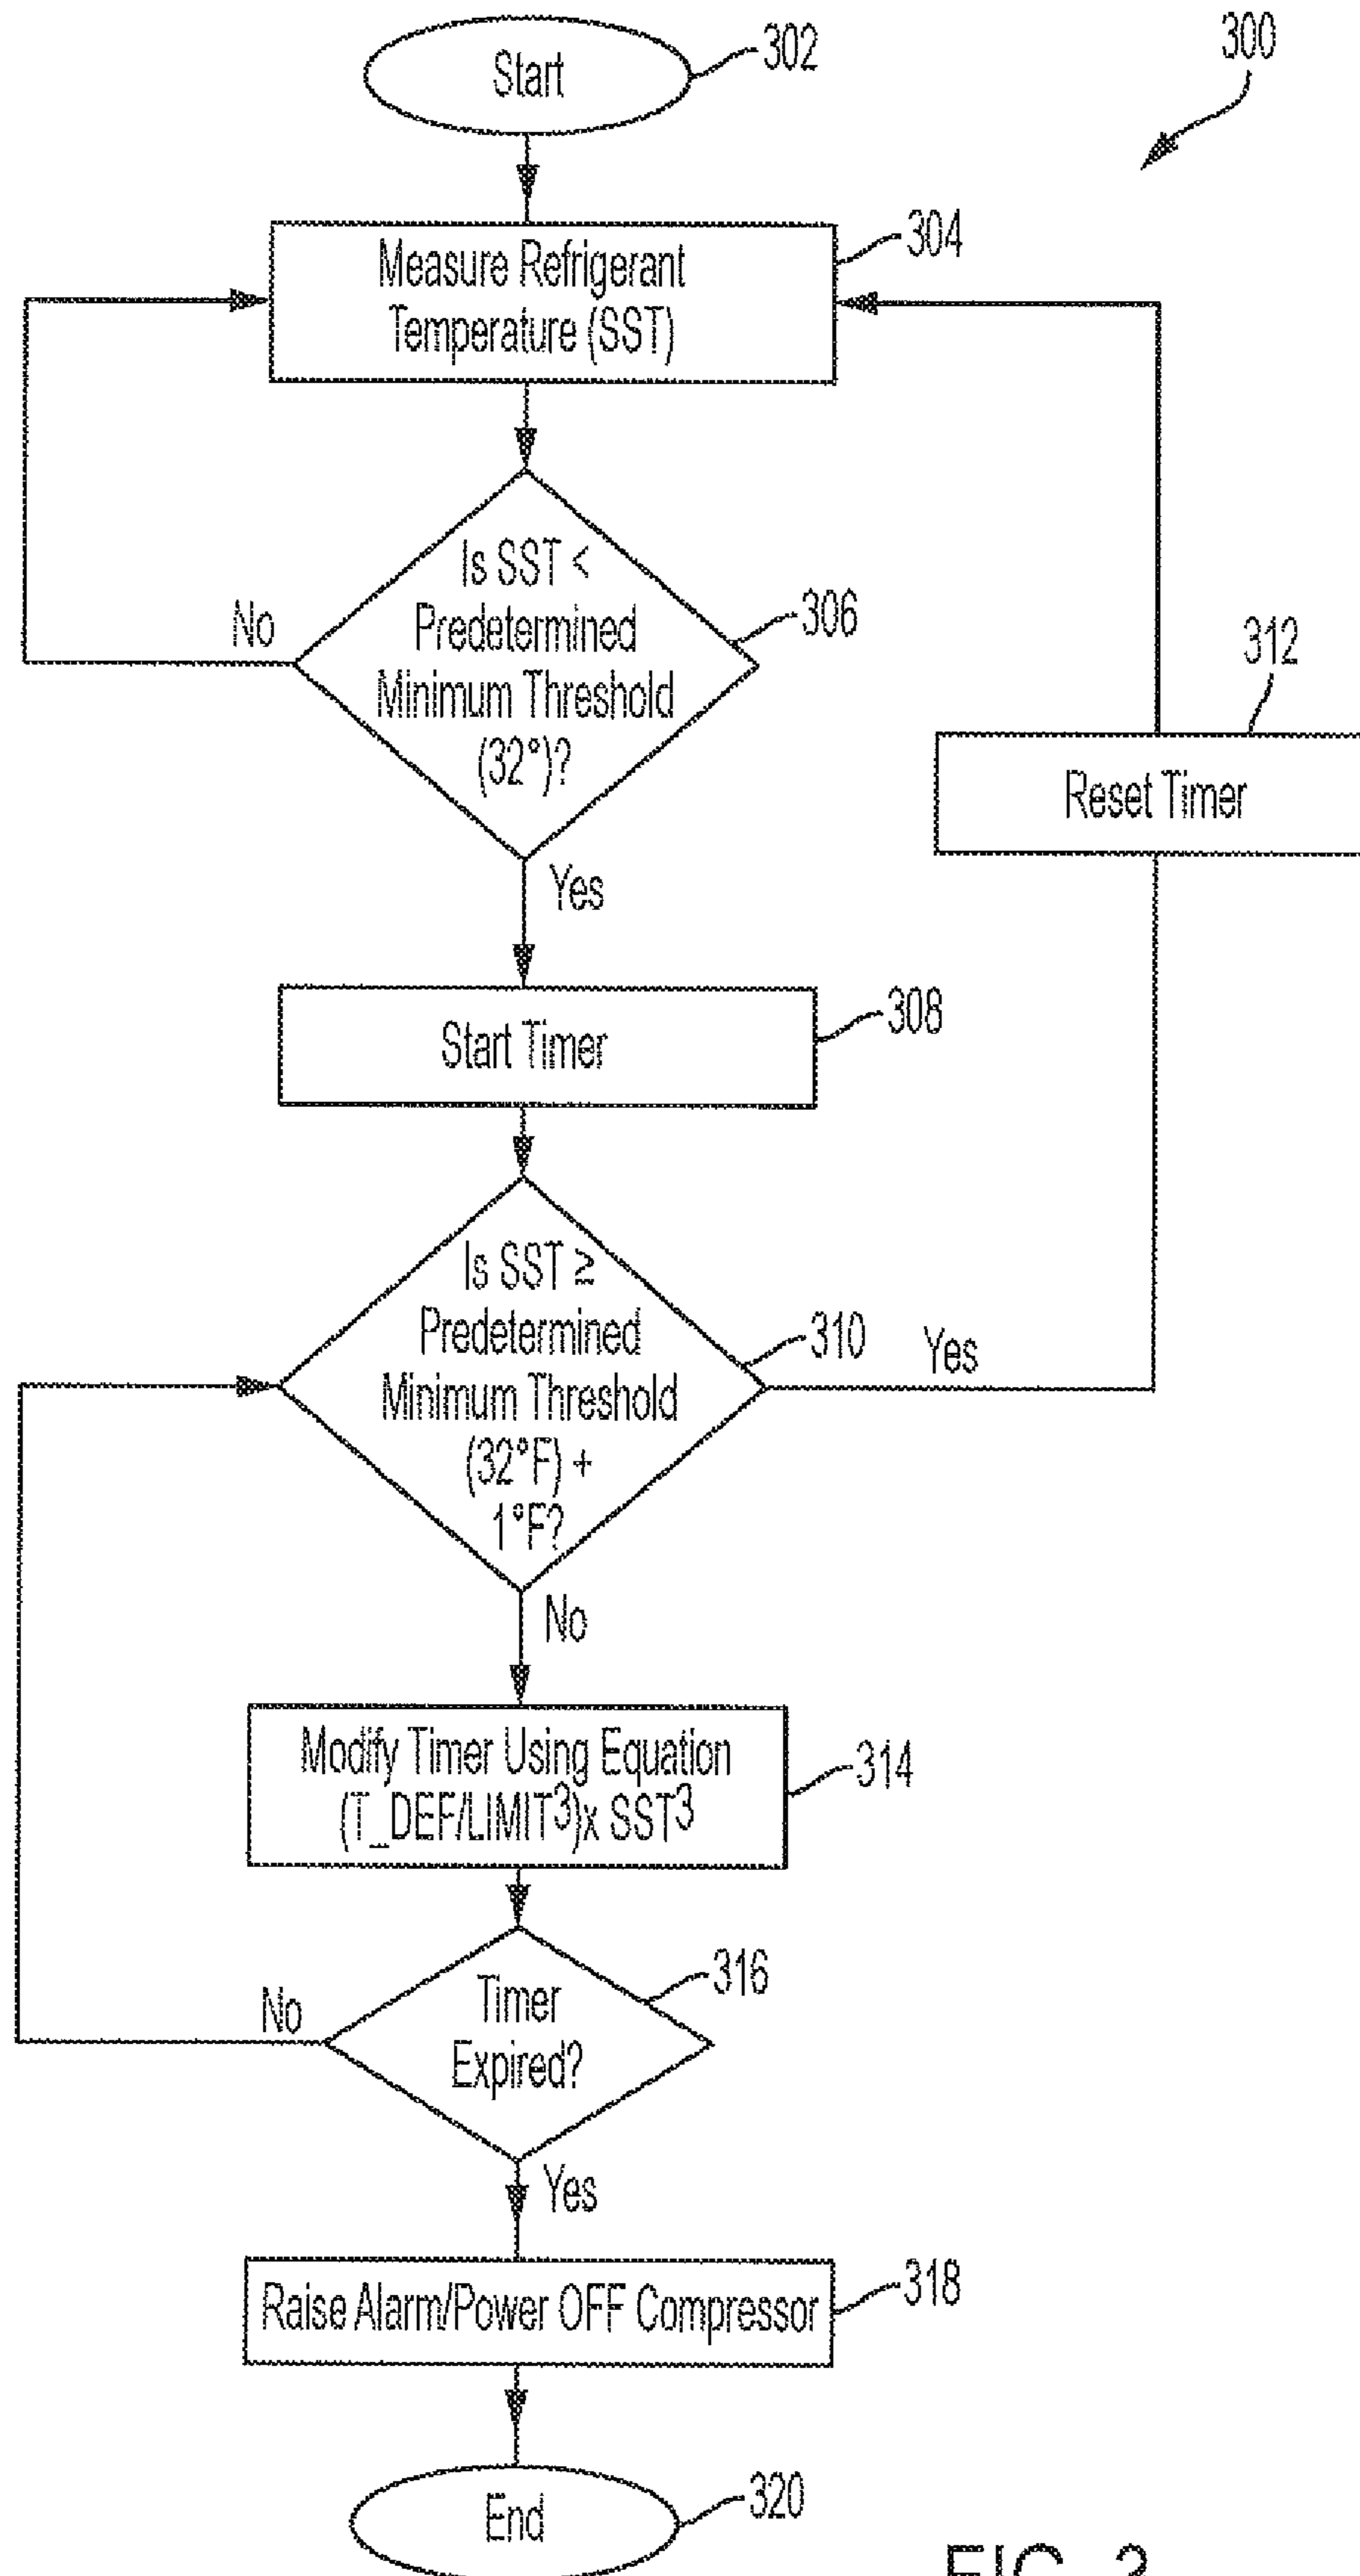 300
Start
302
Measure Refrigerant
Temperature (SST)
304
Is SST <
Predetermined
Minimum Threshold
(32°)?
306
No
Yes
312
Reset Timer
Start Timer
308
Is SST ≥
Predetermined
Minimum Threshold
(32°F) +
1°F?
310
Yes
No
Modify Timer Using Equation
(T_DEF/LIMIT³)x SST³
314
Timer
Expired?
316
No
Yes
Raise Alarm/Power OFF Compressor
318
End
320
FIG. 3